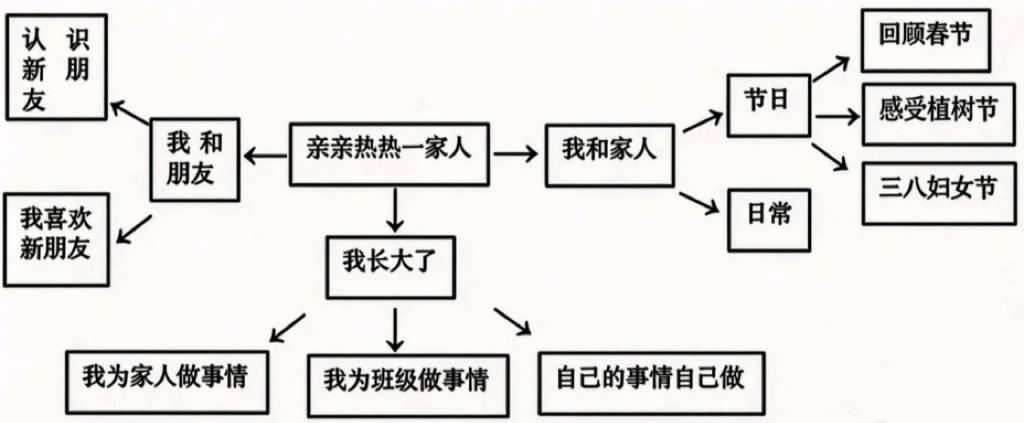 认识
新朋
友
我和
朋友
我喜欢
新朋友
亲亲热热一家人
我和家人
节日
回顾春节
感受植树节
三八妇女节
日常
我长大了
我为家人做事情
我为班级做事情
自己的事情自己做